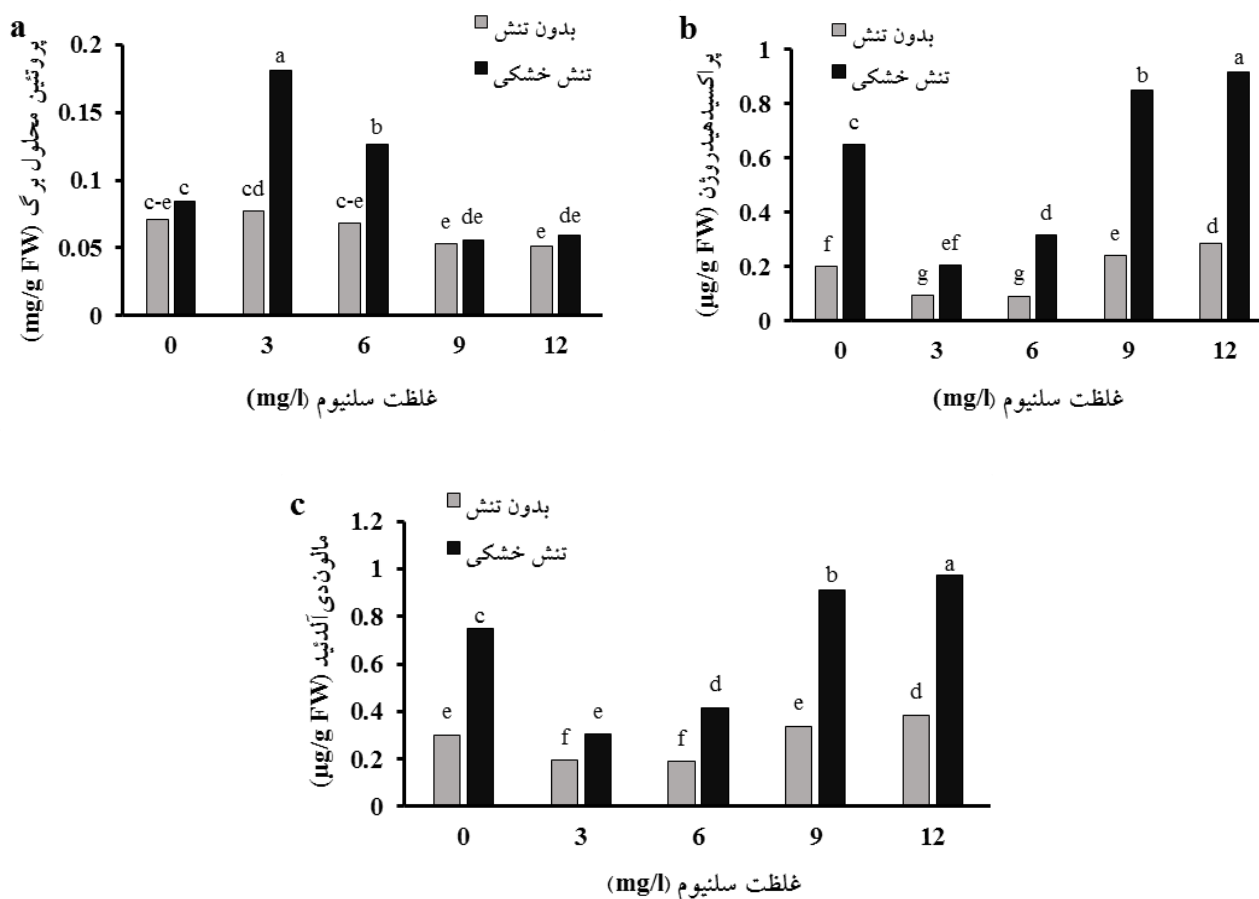 a
بدون تنش
تنش خشکی
پروتئین محلول برگ (mg/g FW)
0.2
0.15
0.1
0.05
0
c-e
c
cd
a
c-e
b
e
de
e
de
0 3 6 9 12
غلظت سلنیوم (mg/l)
b
بدون تنش
تنش خشکی
پراکسیدهیدروژن (µg/g FW)
1
0.8
0.6
0.4
0.2
0
f
c
g
ef
g
d
e
b
d
a
0 3 6 9 12
غلظت سلنیوم (mg/l)
c
بدون تنش
تنش خشکی
مالون‌دی‌آلدئید (µg/g FW)
1.2
1
0.8
0.6
0.4
0.2
0
e
c
f
e
f
d
e
b
d
a
0 3 6 9 12
غلظت سلنیوم (mg/l)